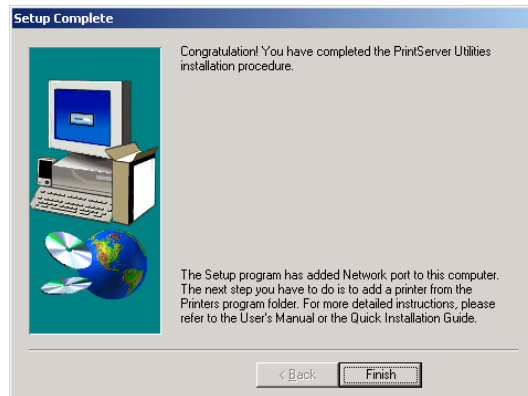 Setup Complete
Congratulation! You have completed the PrintServer Utilities
installation procedure.
The Setup program has added Network port to this computer.
The next step you have to do is to add a printer from the
Printers program folder. For more detailed instructions, please
refer to the User's Manual or the Quick Installation Guide.
< Back
Finish